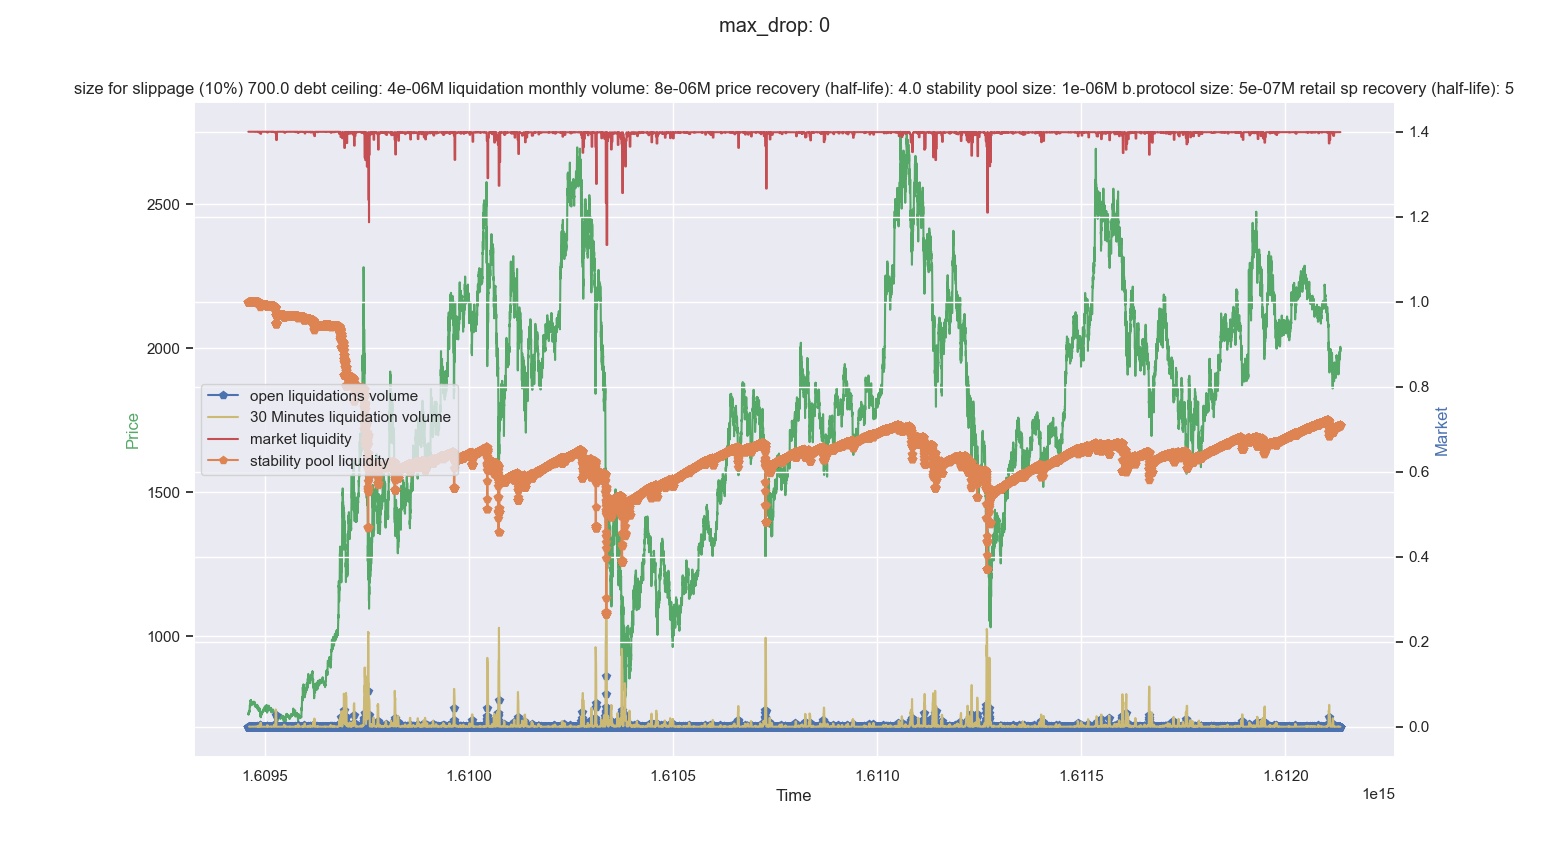 max_drop: 0
size for slippage (10%) 700.0 debt ceiling: 4e-06M liquidation monthly volume: 8e-06M price recovery (half-life): 4.0 stability pool size: 1e-06M b.protocol size: 5e-07M retail sp recovery (half-life): 5
1.4
2500
1.2
1.0
2000
0.8
open liquidations volume
30 Minutes liquidation volume
market liquidity
stability pool liquidity
Price
Market
0.6
1500
0.4
1000
0.2
0.0
1.6095 1.6100 1.6105 1.6110 1.6115 1.6120
Time
1e15